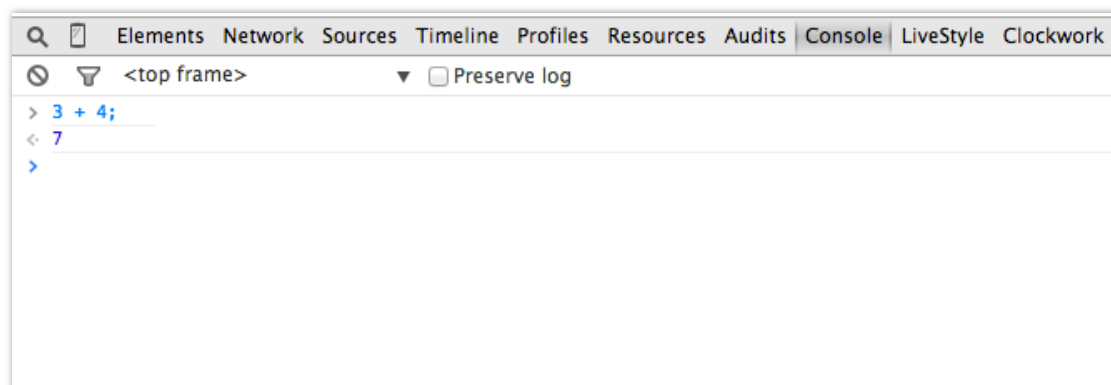 Elements Network Sources Timeline Profiles Resources Audits Console LiveStyle Clockwork
<top frame> ▼ Preserve log
> 3 + 4;
<· 7
>